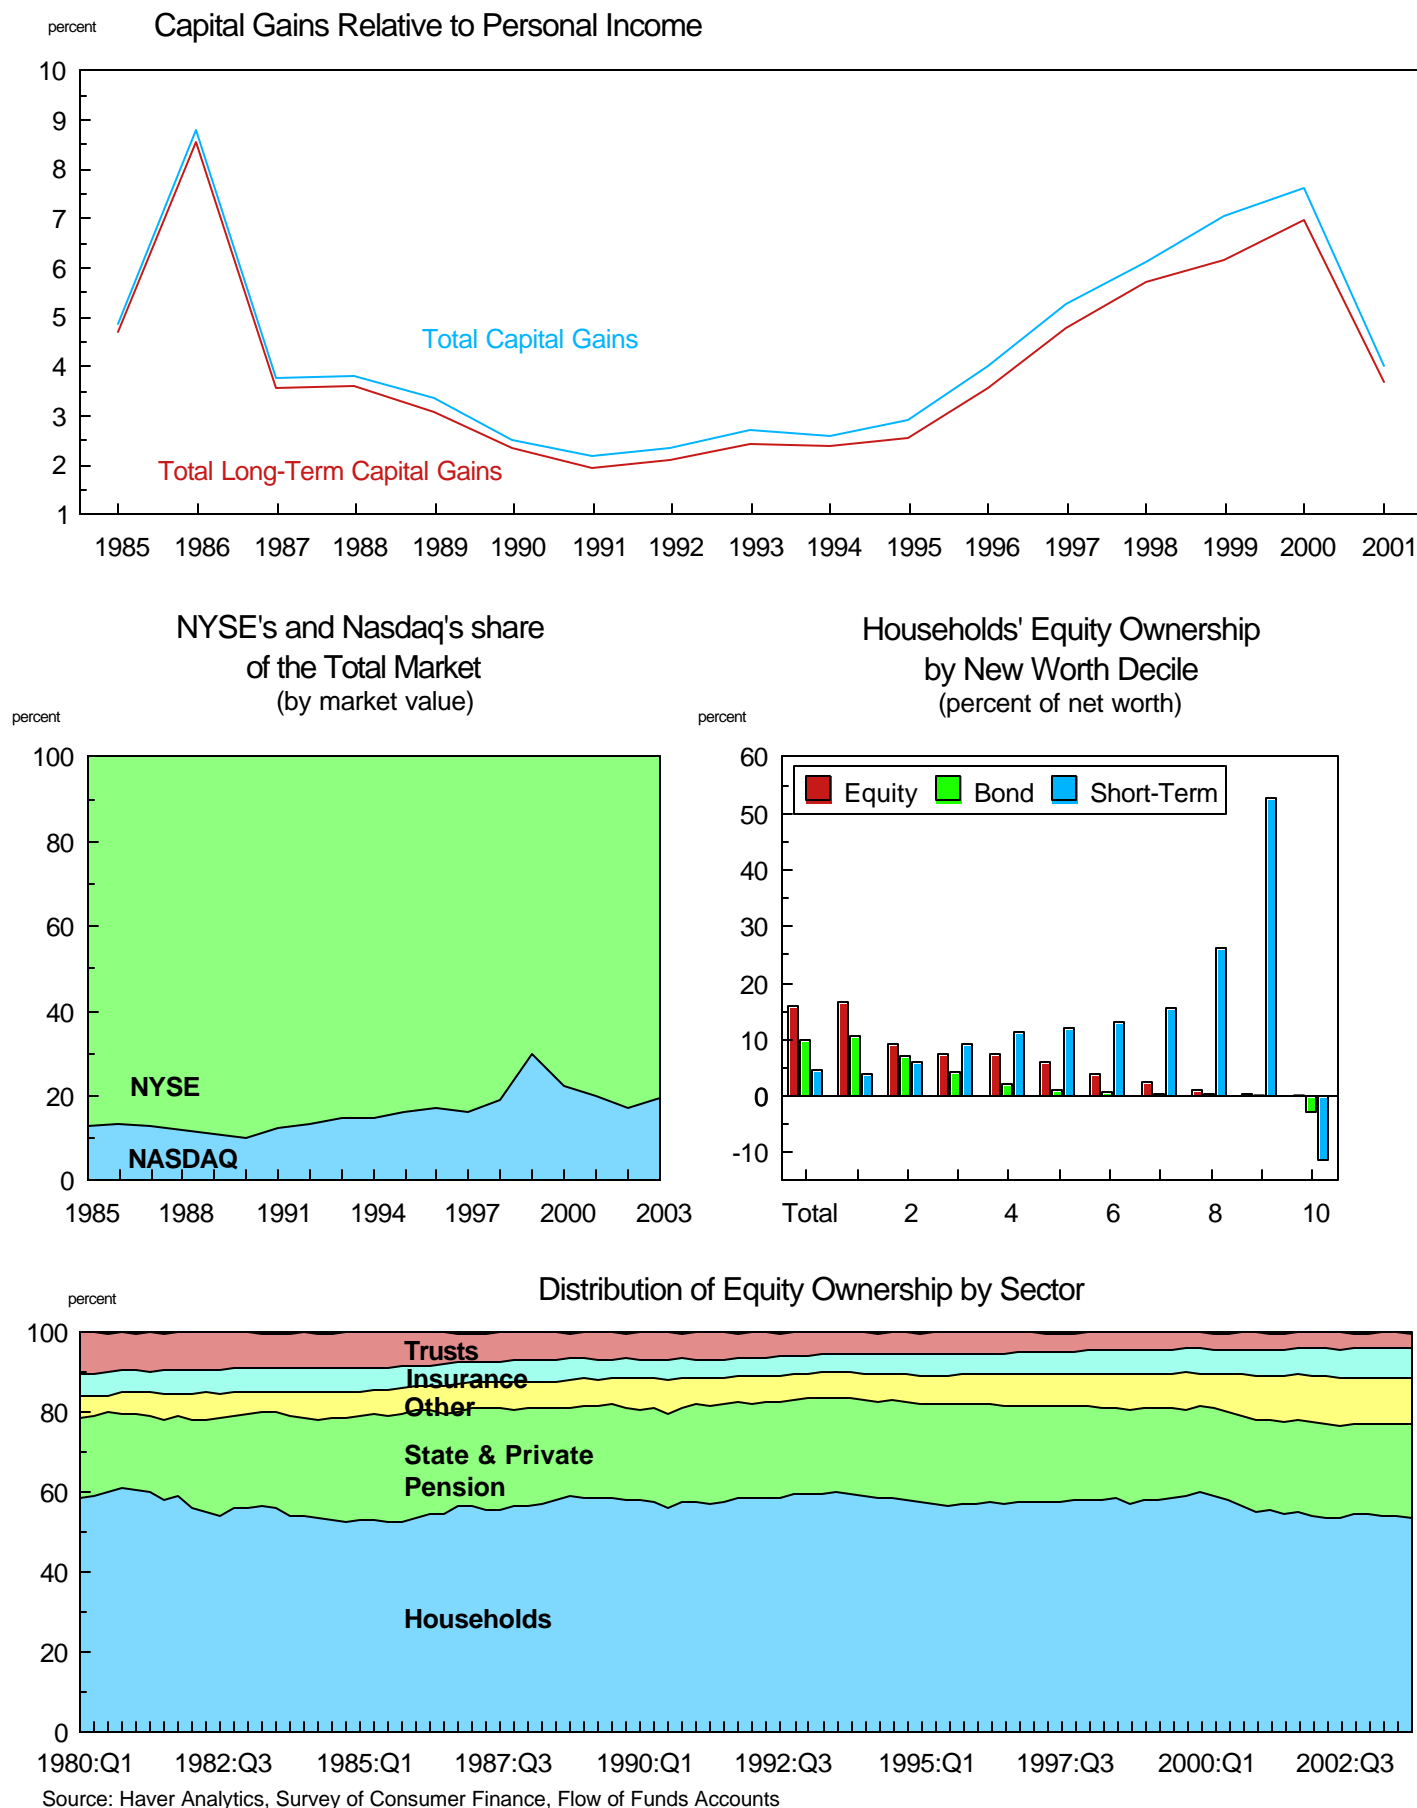 percent
Capital Gains Relative to Personal Income
10
9
8
7
6
5
4
3
2
1
Total Capital Gains
Total Long-Term Capital Gains
1985 1986 1987 1988 1989 1990 1991 1992 1993 1994 1995 1996 1997 1998 1999 2000 2001
NYSE's and Nasdaq's share
of the Total Market
(by market value)
percent
100
80
60
40
20
0
NYSE
NASDAQ
1985 1988 1991 1994 1997 2000 2003
Households' Equity Ownership
by New Worth Decile
(percent of net worth)
percent
60
50
40
30
20
10
0
-10
Equity Bond Short-Term
Total 2 4 6 8 10
Distribution of Equity Ownership by Sector
percent
100
80
60
40
20
0
Trusts
Insurance
Other
State & Private
Pension
Households
1980:Q1 1982:Q3 1985:Q1 1987:Q3 1990:Q1 1992:Q3 1995:Q1 1997:Q3 2000:Q1 2002:Q3
Source: Haver Analytics, Survey of Consumer Finance, Flow of Funds Accounts